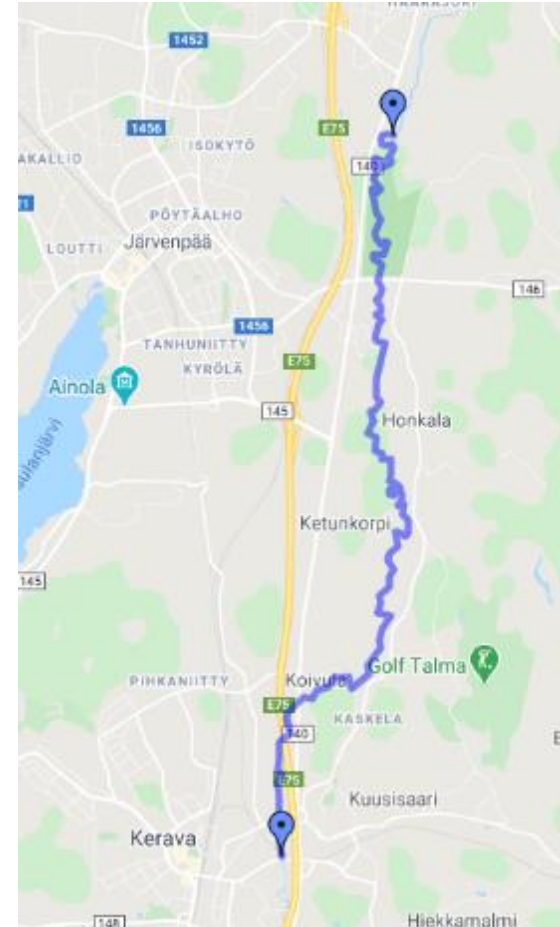 1452
E75
1456
ISOKYTÖ
AKALLIO
140
PÖYTÄALHO
LOUTTI
Järvenpää
146
1456
TANHUNIITTY
E75
KYRÖLÄ
Ainola
145
Honkala
Ketunkorpi
145
Golf Talma
PIHKANIITTY
Koivula
E75
KASKELA
140
E75
Kuusisaari
Kerava
148
Hiekkamalmi